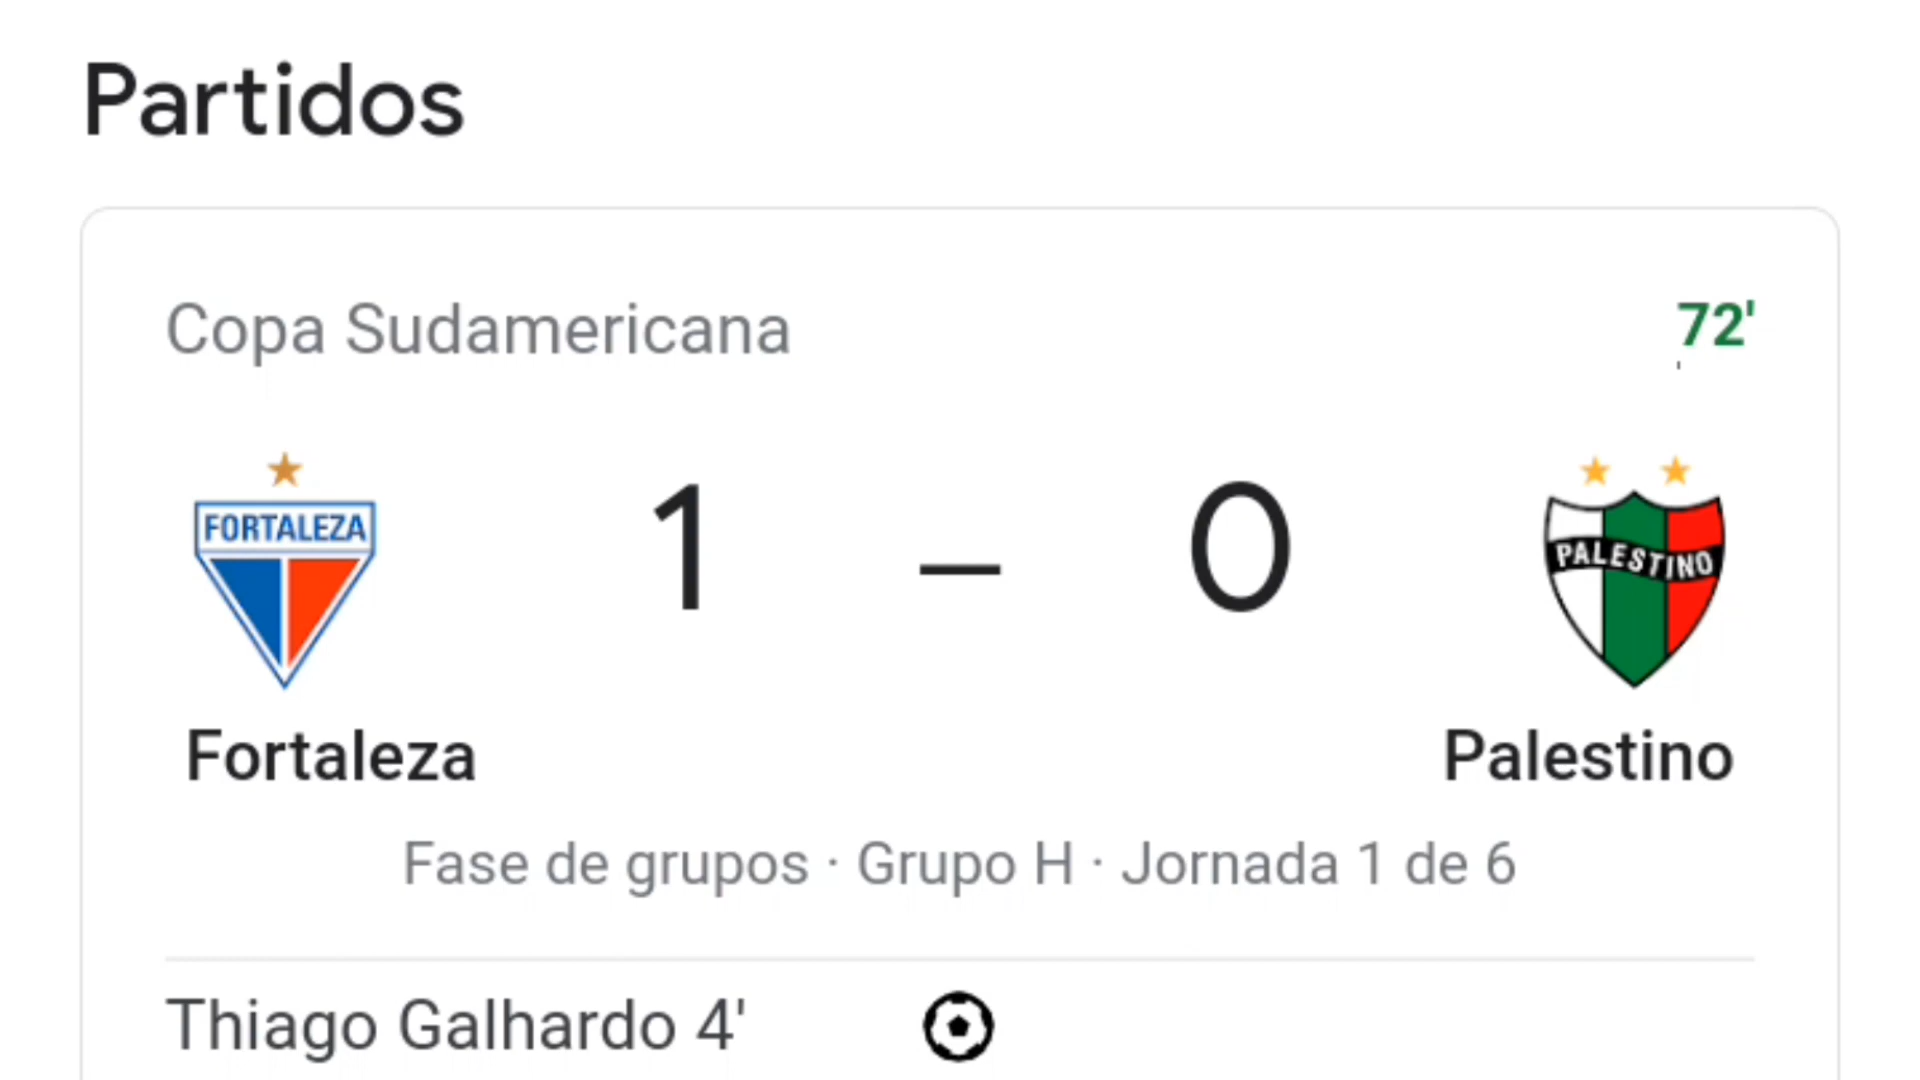 Partidos
Copa Sudamericana 72'
FORTALEZA
1 – 0
PALESTINO
Fortaleza Palestino
Fase de grupos · Grupo H · Jornada 1 de 6
Thiago Galhardo 4'